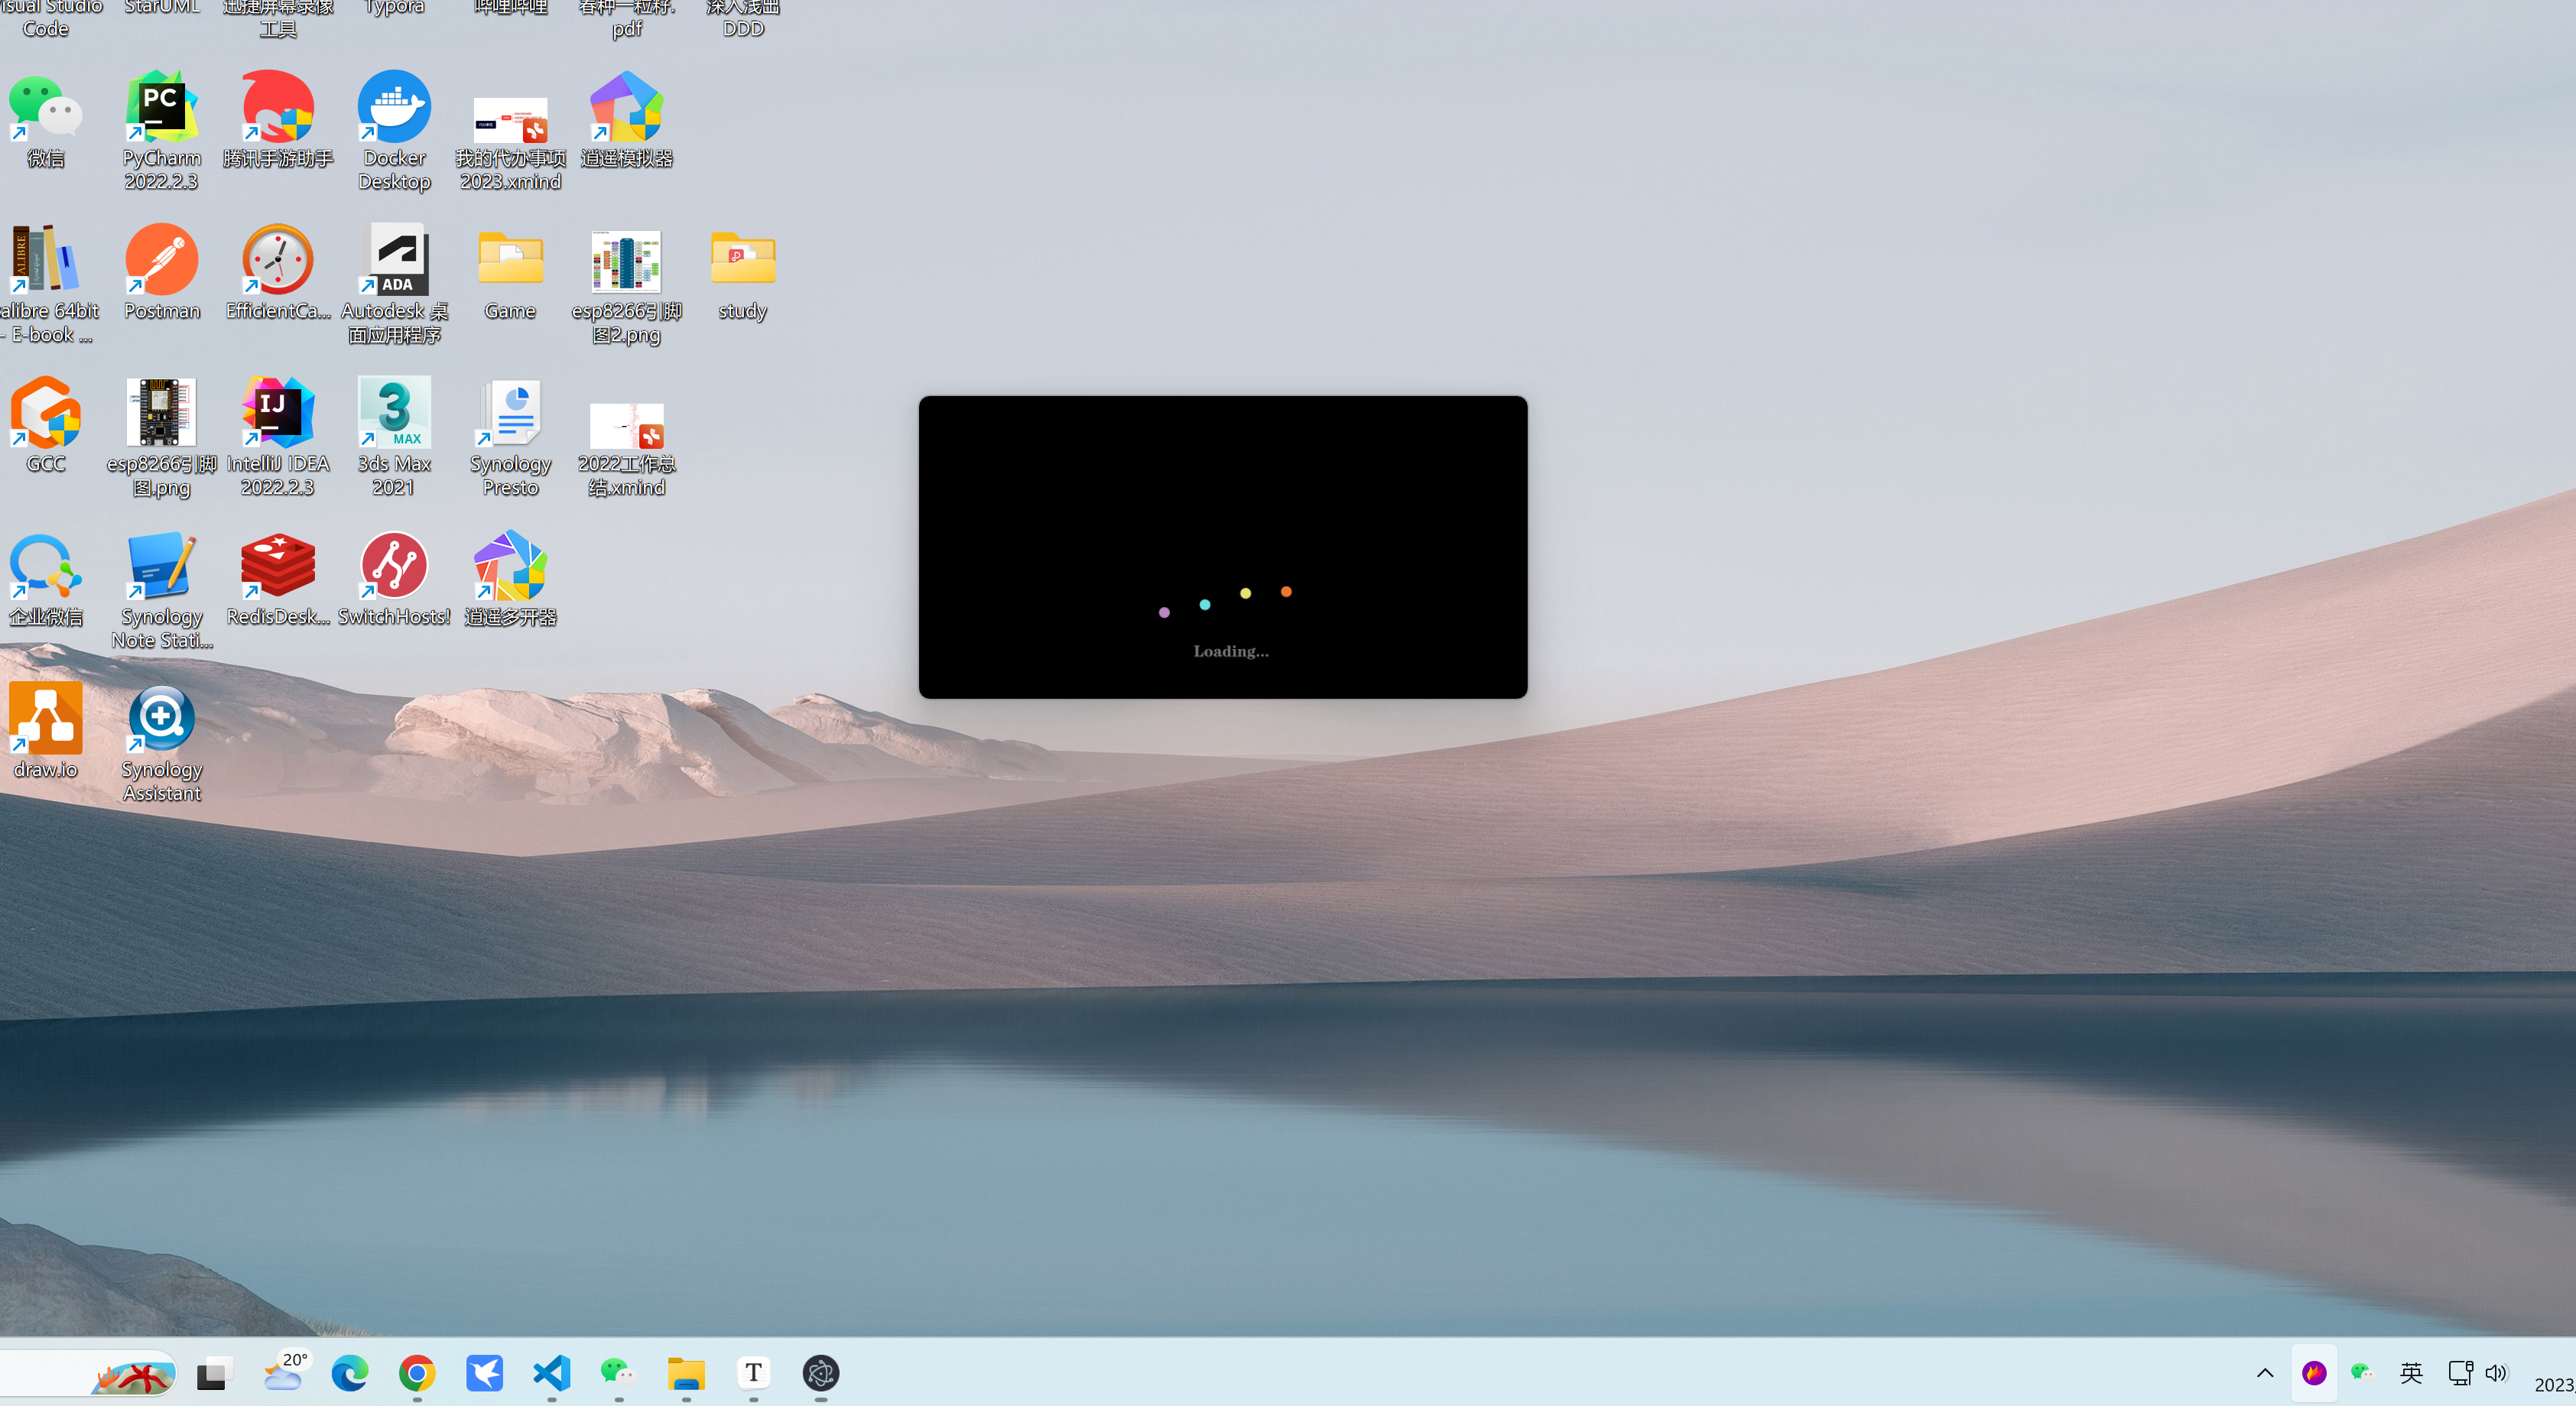 isual Studio
Code
StarUML
迅捷屏幕录像
工具
Typora
哔哩哔哩
春种一粒籽.
pdf
深入浅出
DDD
微信
PC
PyCharm
2022.2.3
腾讯手游助手
Docker
Desktop
我的代办事项
2023.xmind
逍遥模拟器
ALIBRE
alibre 64bit
- E-book ...
Postman
EfficientCa...
ADA
Autodesk 桌
面应用程序
Game
esp8266引脚
图2.png
study
GCC
esp8266引脚
图.png
IJ
IntelliJ IDEA
2022.2.3
3
MAX
3ds Max
2021
Synology
Presto
2022工作总
结.xmind
企业微信
Synology
Note Stati...
RedisDesk...
SwitchHosts!
逍遥多开器
Loading...
draw.io
Synology
Assistant
20°
T
英
2023